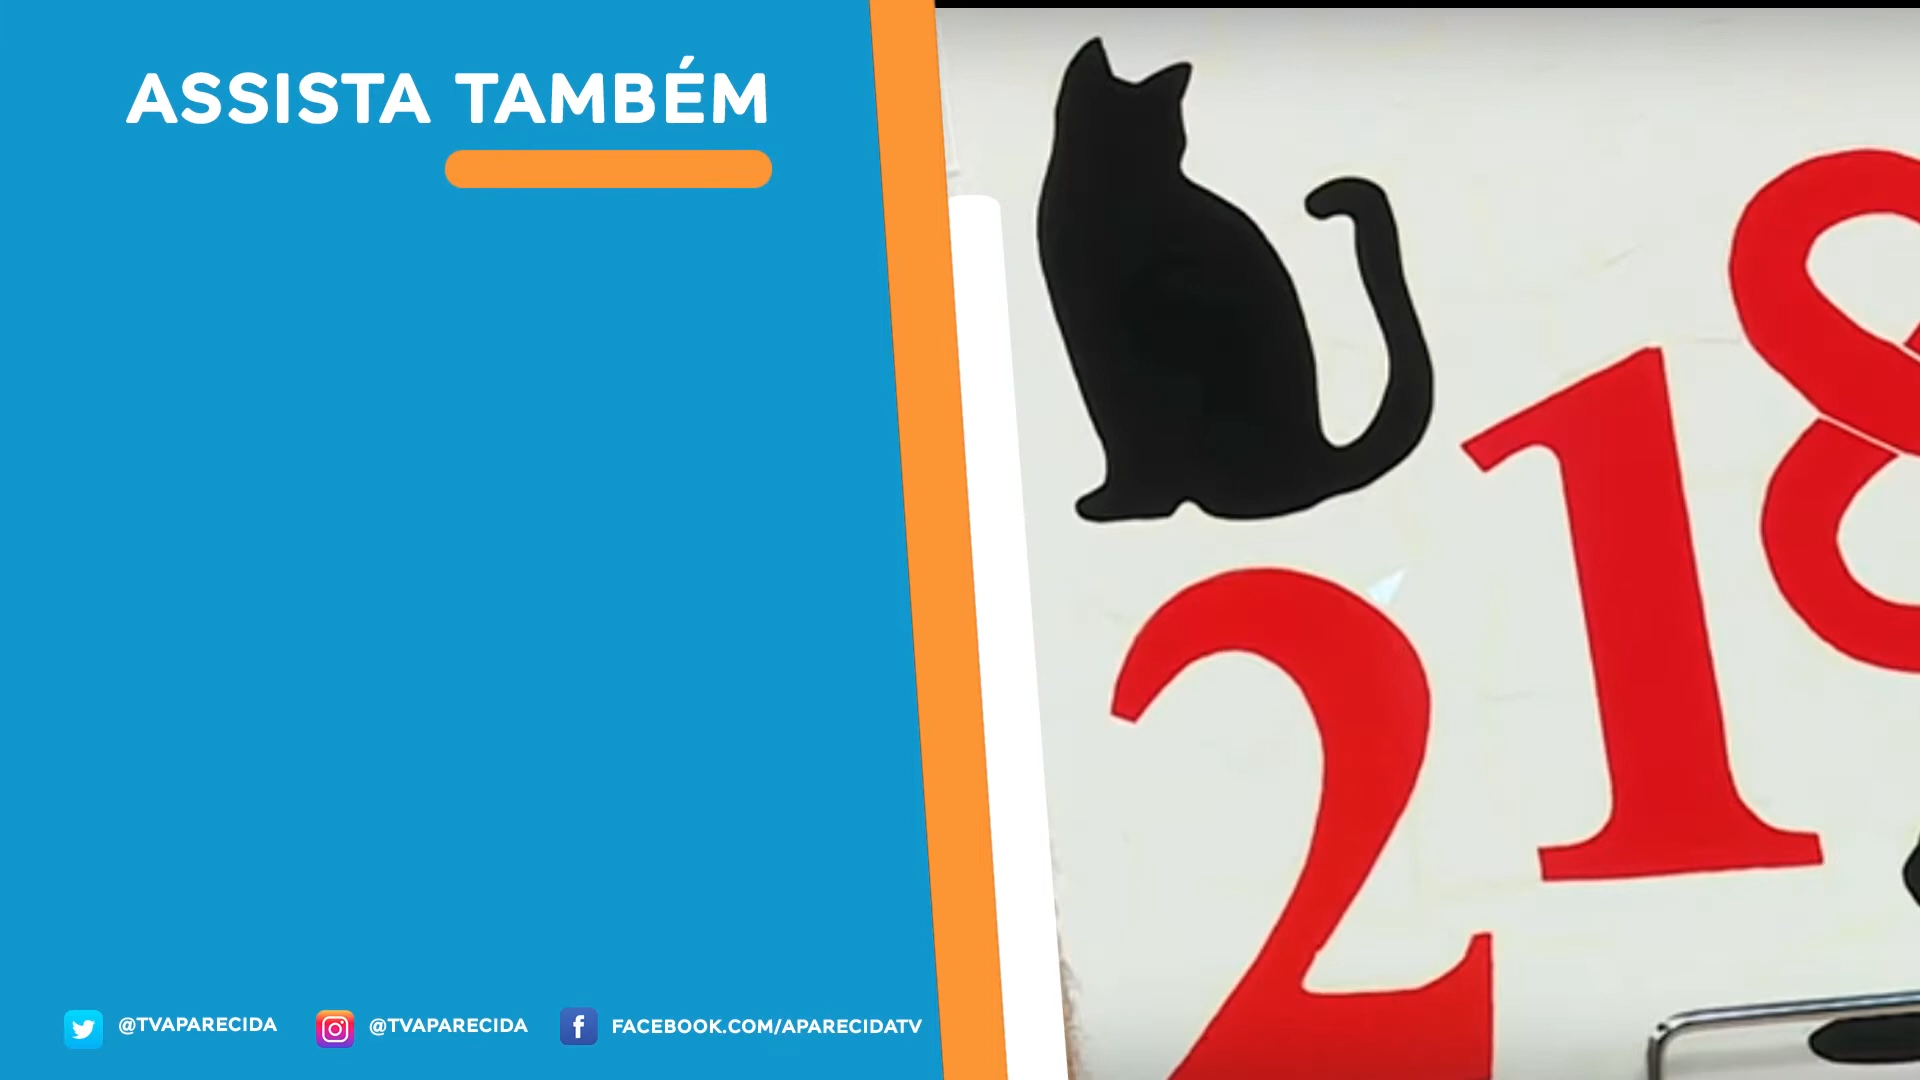 ASSISTA TAMBÉM
218
@TVAPARECIDA
@TVAPARECIDA
FACEBOOK.COM/APARECIDATV